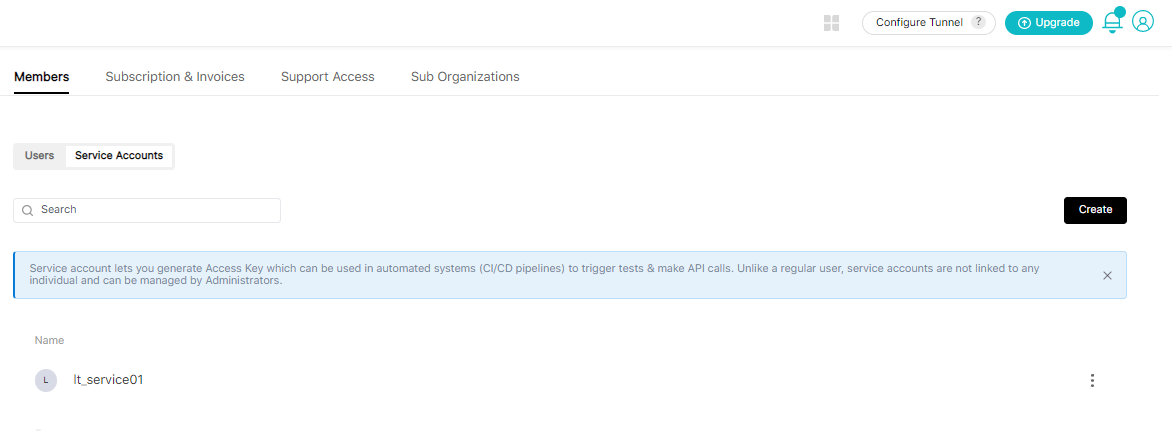 Configure Tunnel ? Upgrade
Members Subscription & Invoices Support Access Sub Organizations
Users Service Accounts
Search Create
Service account lets you generate Access Key which can be used in automated systems (CI/CD pipelines) to trigger tests & make API calls. Unlike a regular user, service accounts are not linked to any
individual and can be managed by Administrators.
Name
L lt_service01